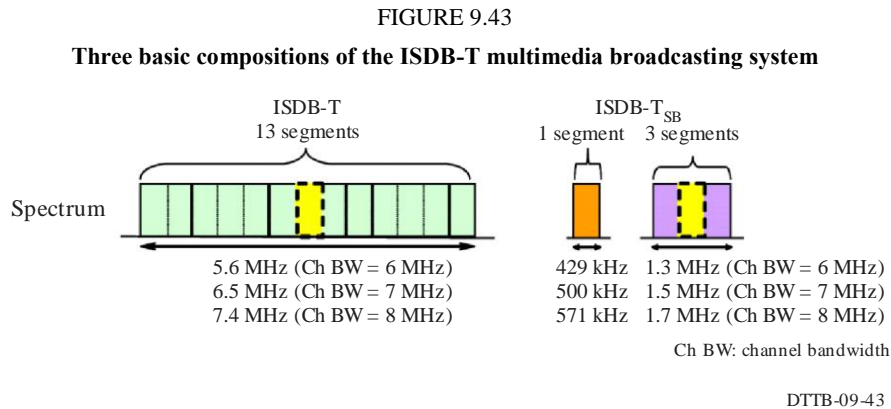 FIGURE 9.43
Three basic compositions of the ISDB-T multimedia broadcasting system
ISDB-T
13 segments
ISDB-T_SB
1 segment 3 segments
Spectrum
5.6 MHz (Ch BW = 6 MHz) 429 kHz 1.3 MHz (Ch BW = 6 MHz)
6.5 MHz (Ch BW = 7 MHz) 500 kHz 1.5 MHz (Ch BW = 7 MHz)
7.4 MHz (Ch BW = 8 MHz) 571 kHz 1.7 MHz (Ch BW = 8 MHz)
Ch BW: channel bandwidth
DTTB-09-43